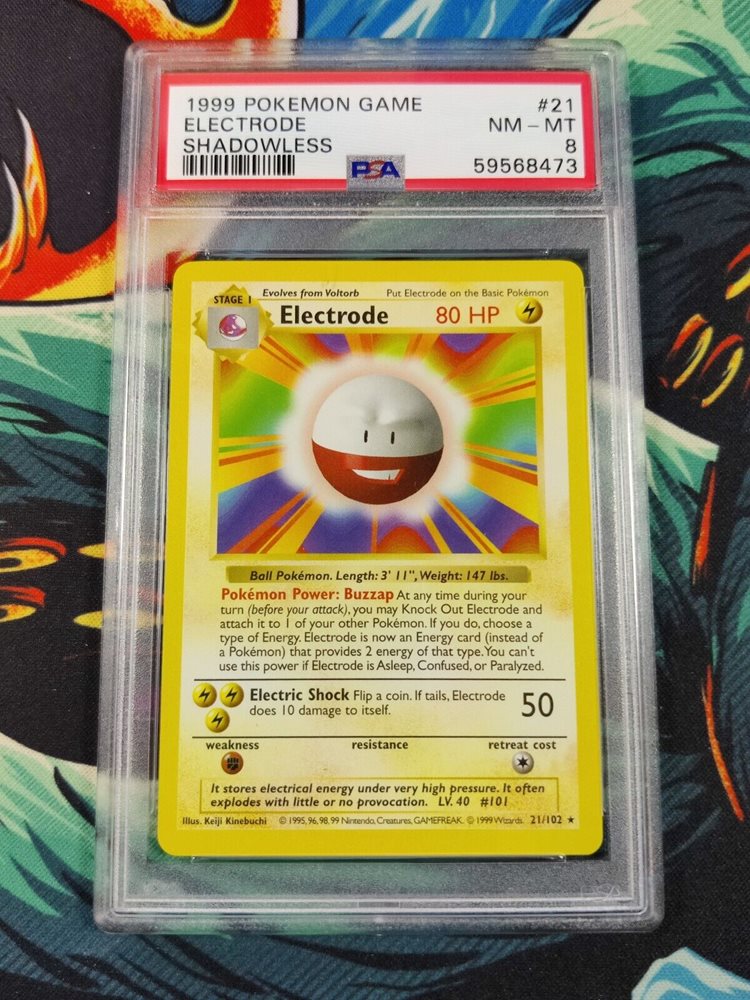 1999 POKEMON GAME #21
ELECTRODE NM - MT
SHADOWLESS 8
PSA 59568473
STAGE 1 Evolves from Voltorb Put Electrode on the Basic Pokémon
Electrode 80 HP
Ball Pokémon. Length: 3' 11", Weight: 147 lbs.
Pokémon Power: Buzzap At any time during your
turn (before your attack), you may Knock Out Electrode and
attach it to 1 of your other Pokémon. If you do, choose a
type of Energy. Electrode is now an Energy card (instead of
a Pokémon) that provides 2 energy of that type. You can't
use this power if Electrode is Asleep, Confused, or Paralyzed.
Electric Shock Flip a coin. If tails, Electrode
does 10 damage to itself. 50
weakness resistance retreat cost
It stores electrical energy under very high pressure. It often
explodes with little or no provocation. LV. 40 #101
Illus. Keiji Kinebuchi © 1995, 96, 98, 99 Nintendo, Creatures, GAMEFREAK. © 1999 Wizards. 21/102 ★